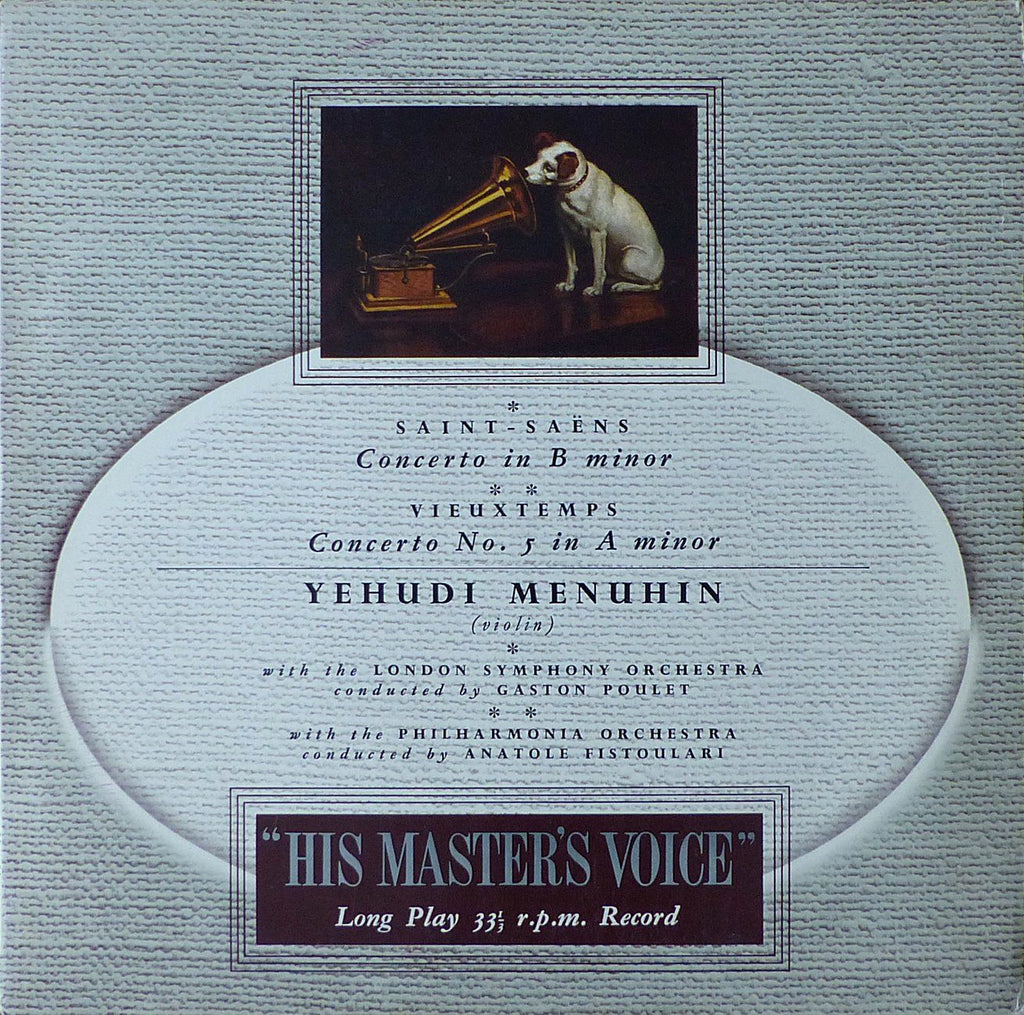 *
SAINT-SAËNS
Concerto in B minor
* *
VIEUXTEMPS
Concerto No. 5 in A minor
YEHUDI MENUHIN
(violin)
*
with the LONDON SYMPHONY ORCHESTRA
conducted by GASTON POULET
* *
with the PHILHARMONIA ORCHESTRA
conducted by ANATOLE FISTOULARI
“HIS MASTER'S VOICE”
Long Play 33⅓ r.p.m. Record